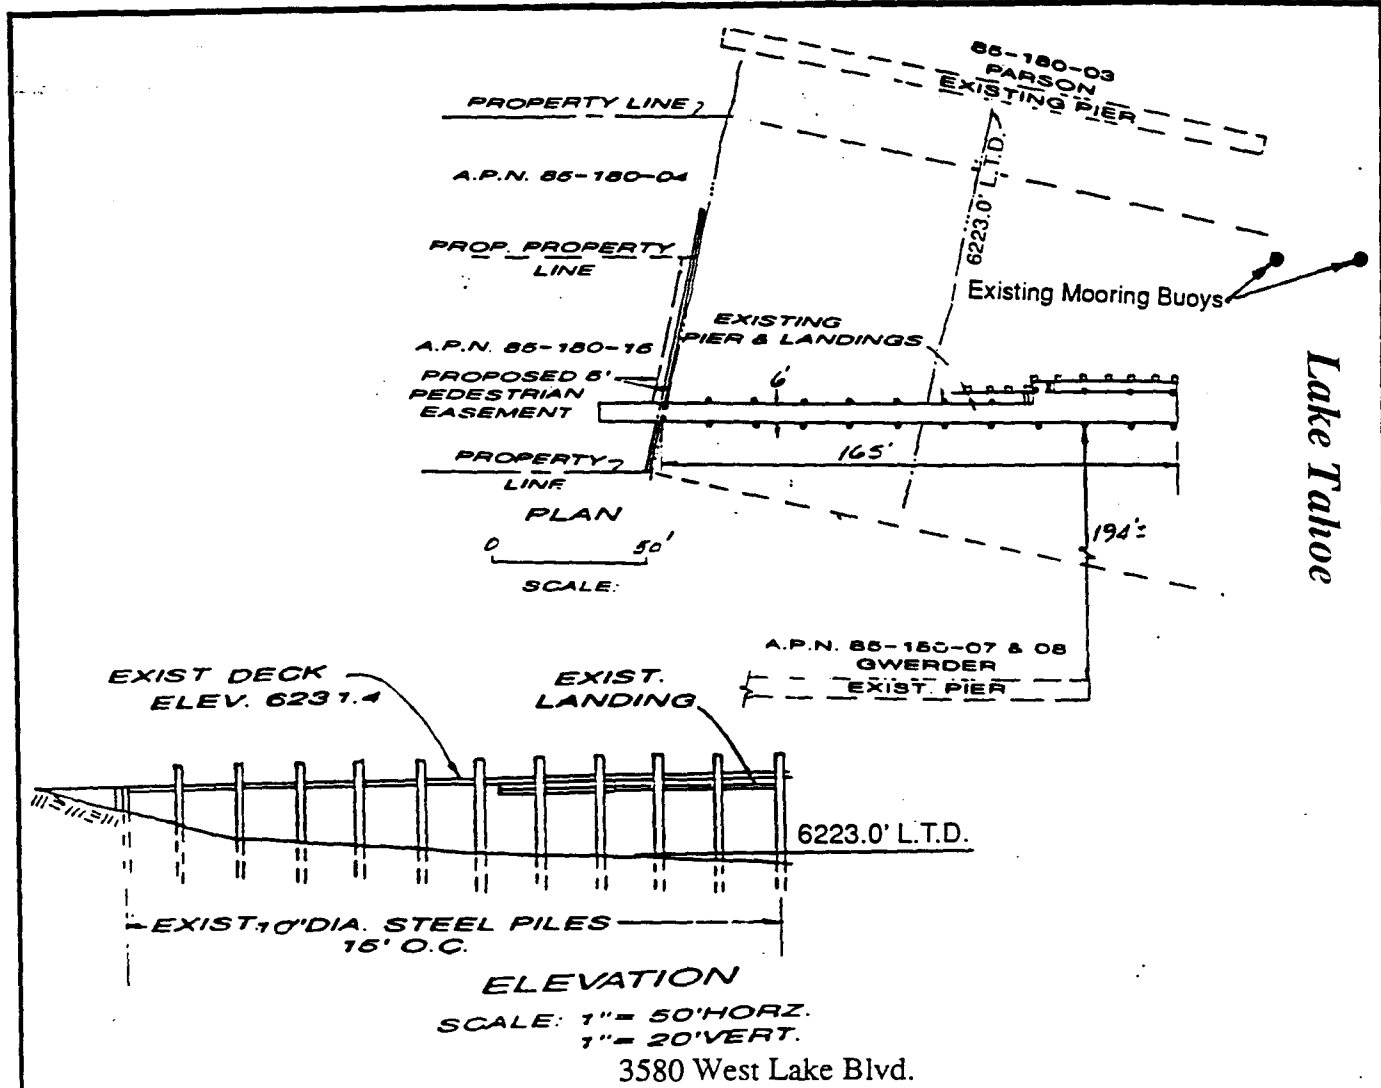 85-180-03
PARSON
EXISTING PIER
PROPERTY LINE
A.P.N. 85-180-04
6223.0' L.T.D.
PROP. PROPERTY
LINE
Existing Mooring Buoys
EXISTING
PIER & LANDINGS
A.P.N. 85-180-15
PROPOSED 5'
PEDESTRIAN
EASEMENT
6'
Lake Tahoe
165'
PROPERTY
LINE
PLAN
0 50'
SCALE:
194'±
A.P.N. 85-180-07 & 08
GWERDER
EXIST. PIER
EXIST DECK
ELEV. 6231.4
EXIST.
LANDING
6223.0' L.T.D.
EXIST. 10" DIA. STEEL PILES
15' O.C.
ELEVATION
SCALE: 1"= 50'HORZ.
1"= 20'VERT.
3580 West Lake Blvd.